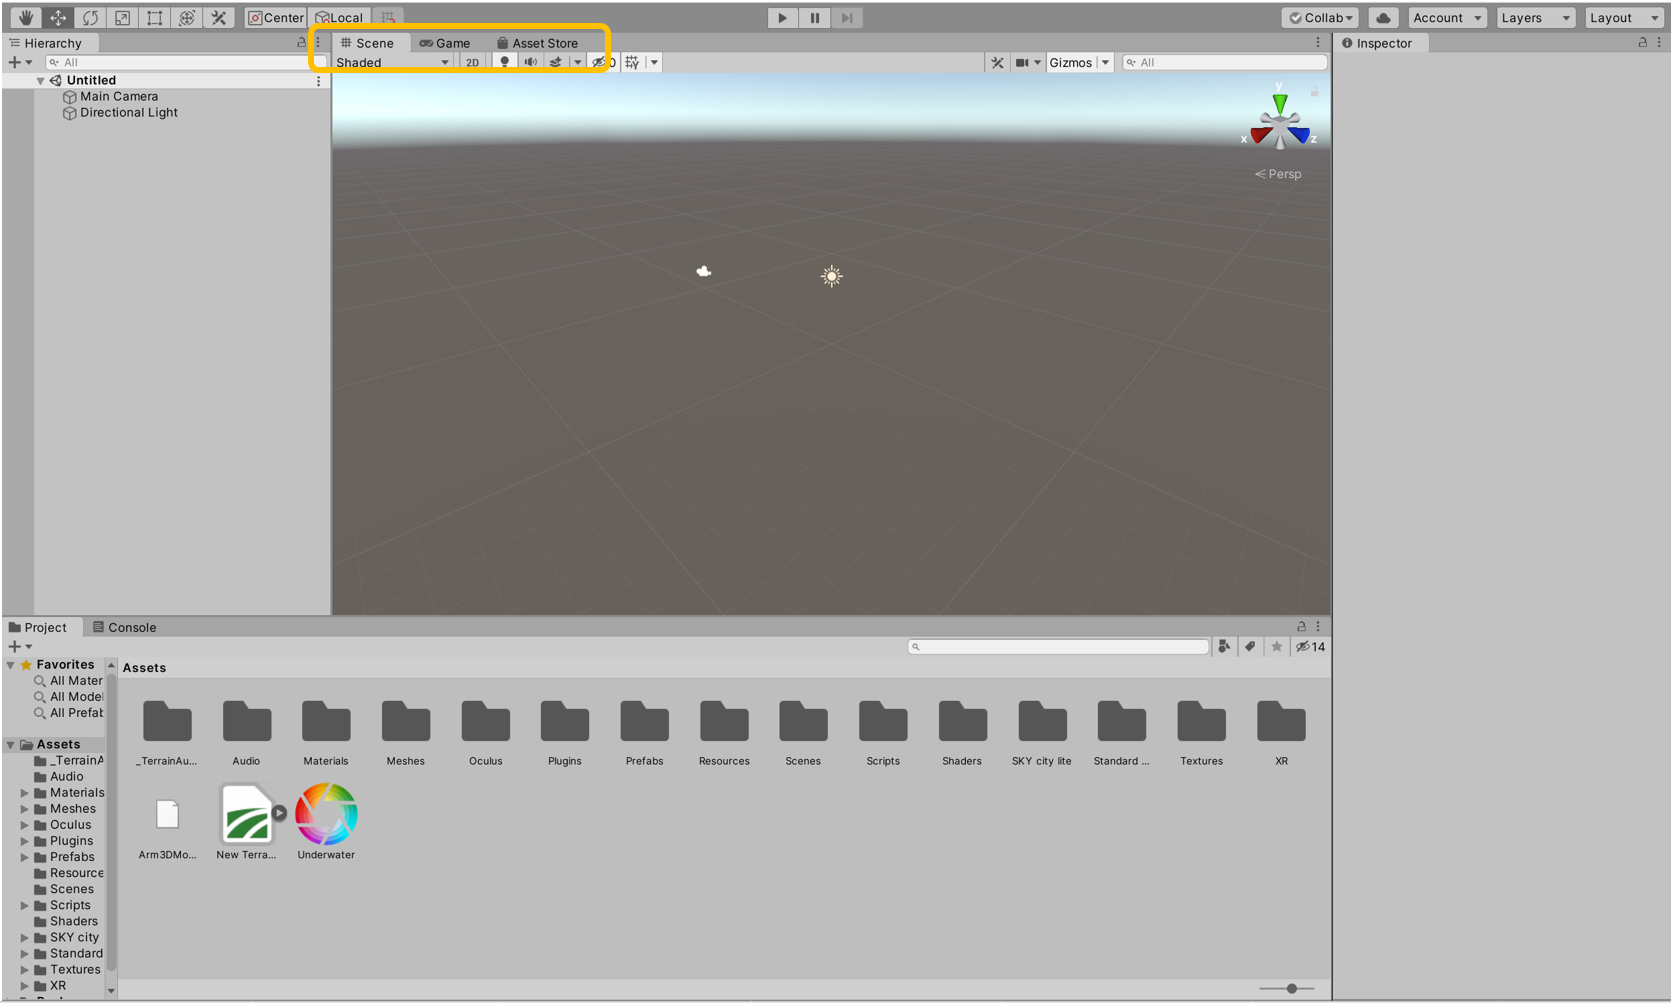 Center
Local
Collab
Account
Layers
Layout
Hierarchy
Scene
Game
Asset Store
Inspector
All
Shaded
2D
0
Gizmos
All
Untitled
Main Camera
Directional Light
y
x
z
Persp
Project
Console
14
Favorites
All Mater
All Mode
All Prefab
Assets
_TerrainA
Audio
Materials
Meshes
Oculus
Plugins
Prefabs
Resource
Scenes
Scripts
Shaders
SKY city
Standard
Textures
XR
Assets
_TerrainAu...
Audio
Materials
Meshes
Oculus
Plugins
Prefabs
Resources
Scenes
Scripts
Shaders
SKY city lite
Standard ...
Textures
XR
Arm3DMo...
New Terra...
Underwater